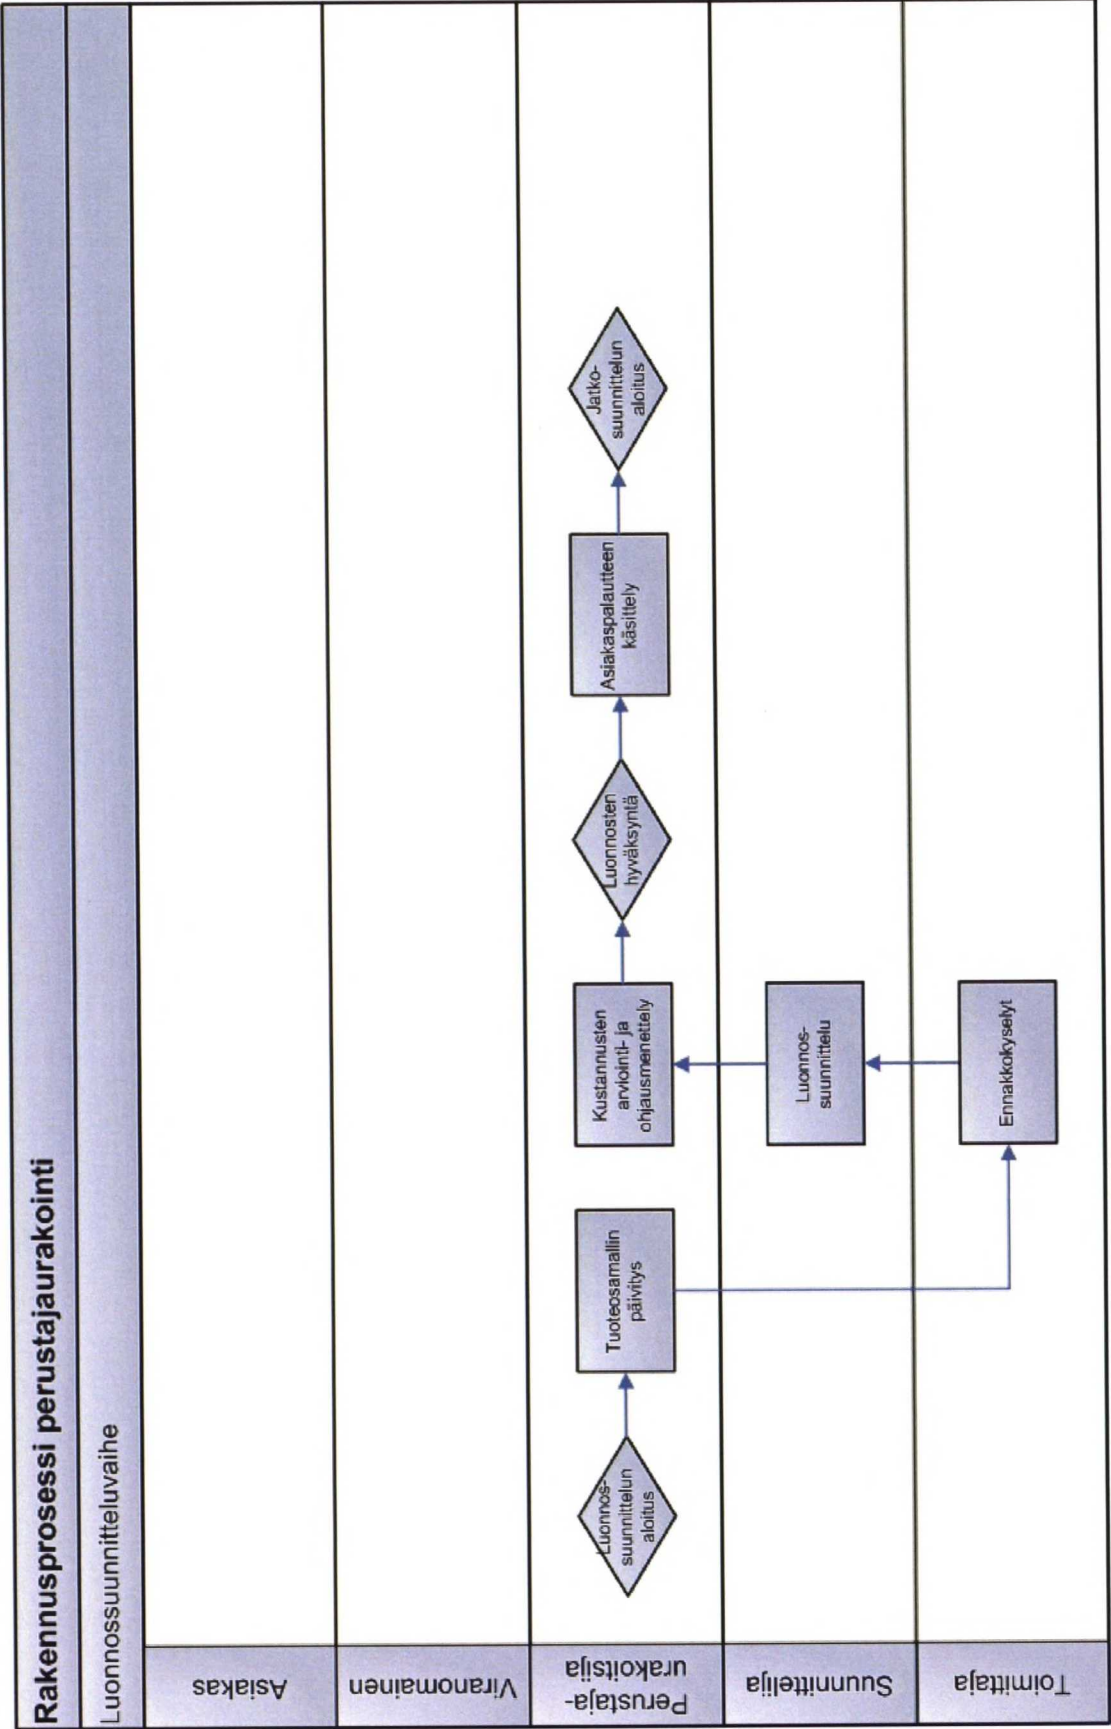 Rakennusprosessi perustajaurakointi
Luonnossuunnitteluvaihe
Asiakas
Viranomainen
Perustaja-
urakoitsija
Luonnos-
suunnittelun
aloitus
Tuoteosamallin
päivitys
Kustannusten
arviointi- ja
ohjausmenettely
Luonnosten
hyväksyntä
Asiakaspalautteen
käsittely
Jatko-
suunnittelun
aloitus
Suunnittelija
Luonnos-
suunnittelu
Toimittaja
Ennakkokyselyt